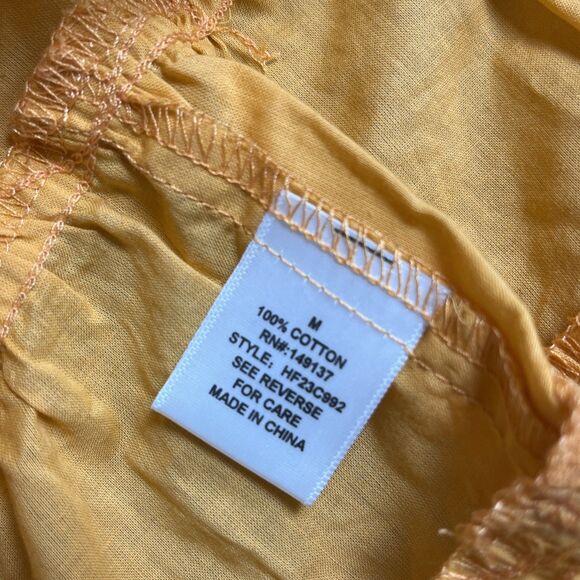 M
100% COTTON
RN#:149137
STYLE: HF23C992
SEE REVERSE
FOR CARE
MADE IN CHINA